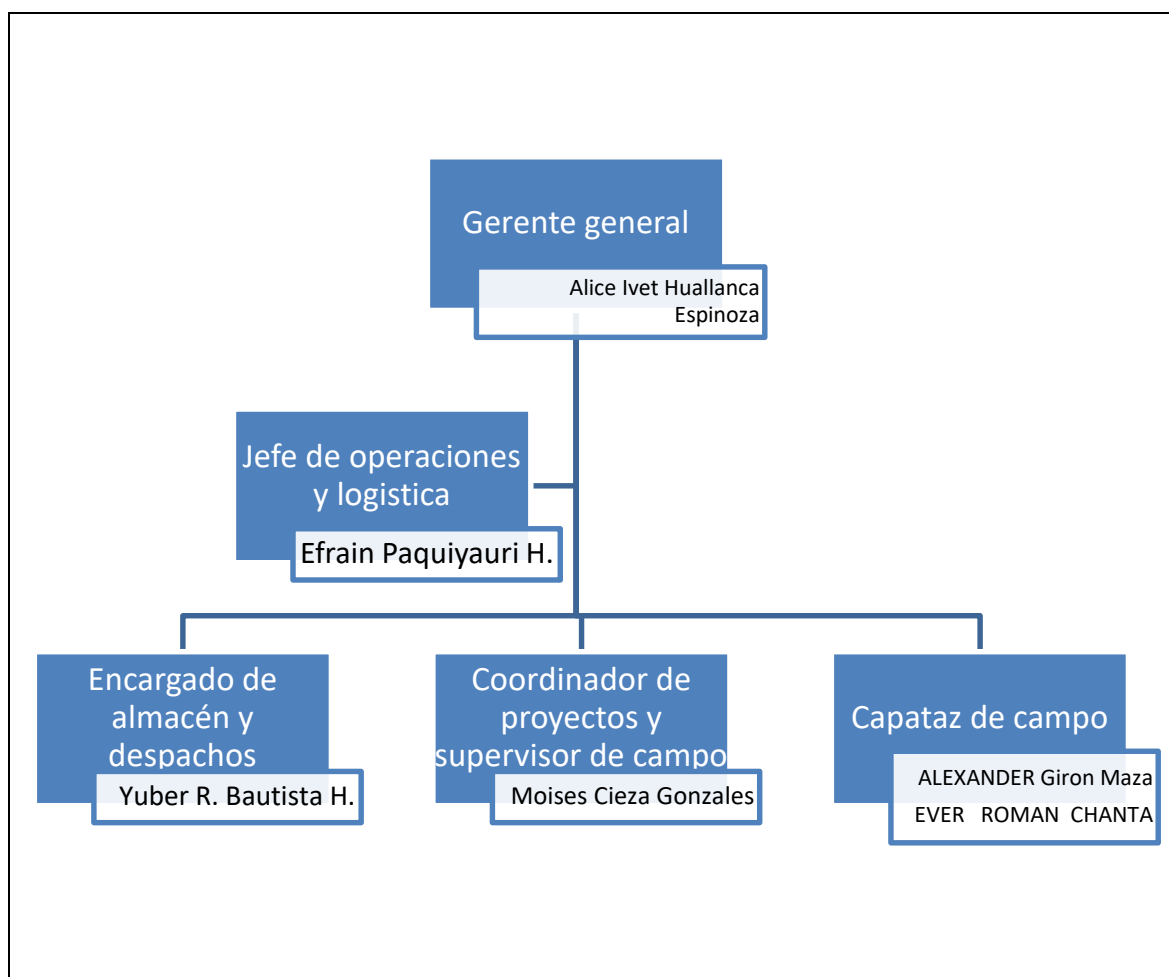 Gerente general
Alice Ivet Huallanca
Espinoza
Jefe de operaciones
y logistica
Efrain Paquiyauri H.
Encargado de
almacén y
despachos
Yuber R. Bautista H.
Coordinador de
proyectos y
supervisor de campo
Moises Cieza Gonzales
Capataz de campo
ALEXANDER Giron Maza
EVER ROMAN CHANTA